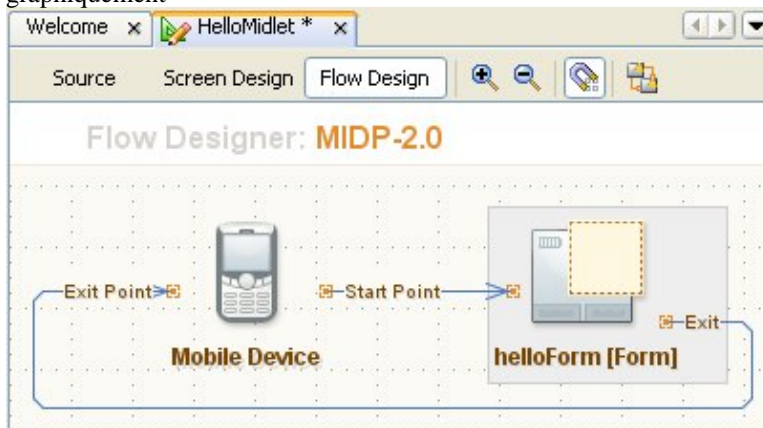 graphiquement
Welcome x HelloMidlet * x
Source Screen Design Flow Design
Flow Designer: MIDP-2.0
Exit Point Start Point
Exit
Mobile Device helloForm [Form]